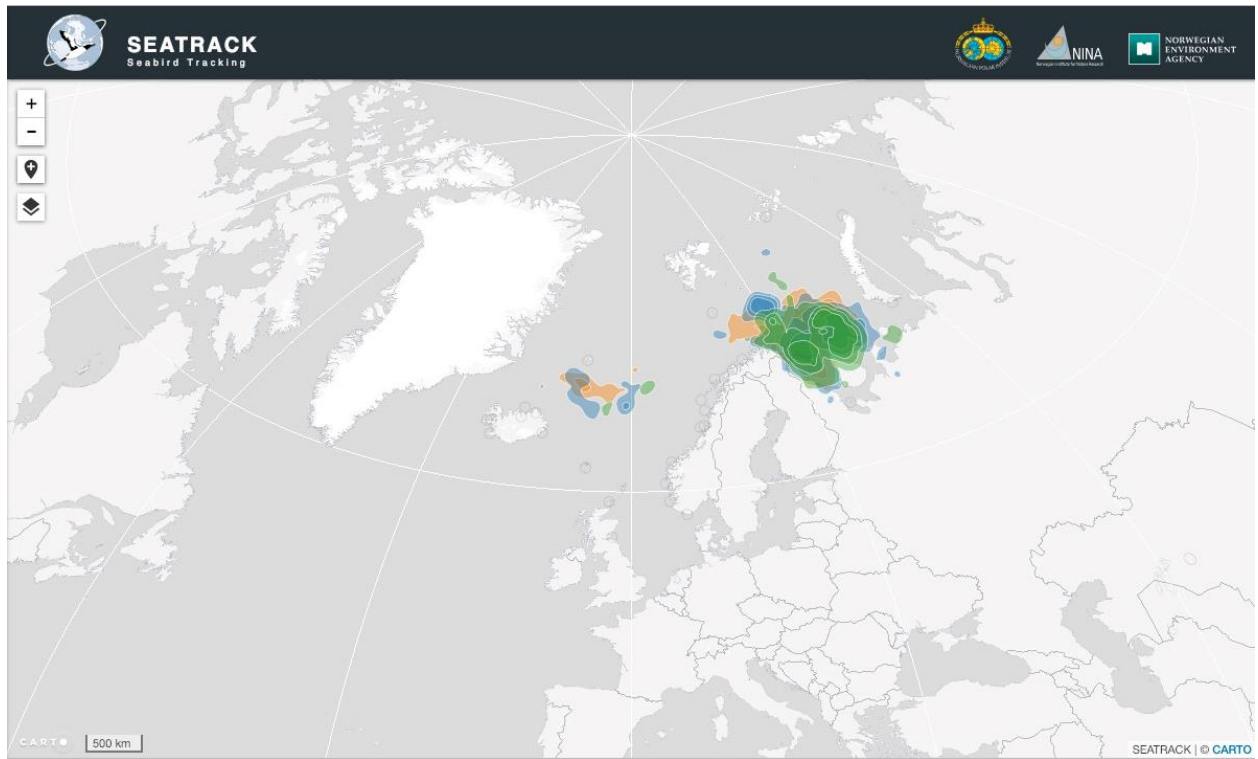 SEATRACK
Seabird Tracking
NINA
NORWEGIAN
ENVIRONMENT
AGENCY
+
−
CARTO
500 km
SEATRACK | © CARTO